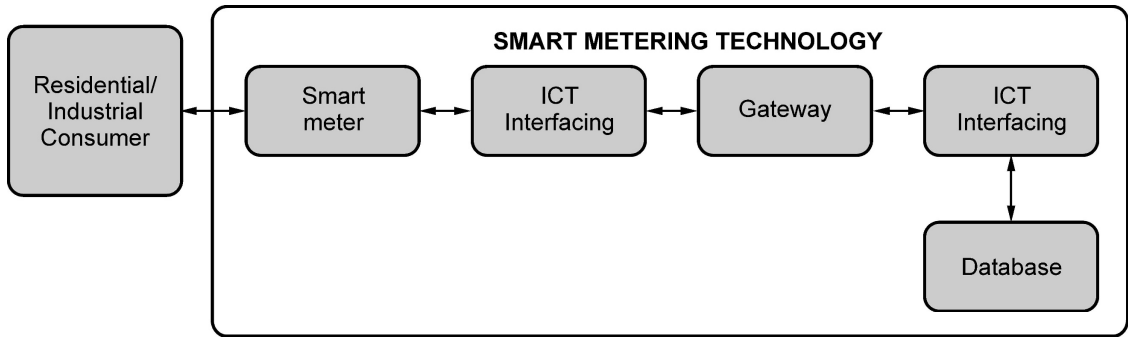 SMART METERING TECHNOLOGY
Residential/
Industrial
Consumer
Smart
meter
ICT
Interfacing
Gateway
ICT
Interfacing
Database